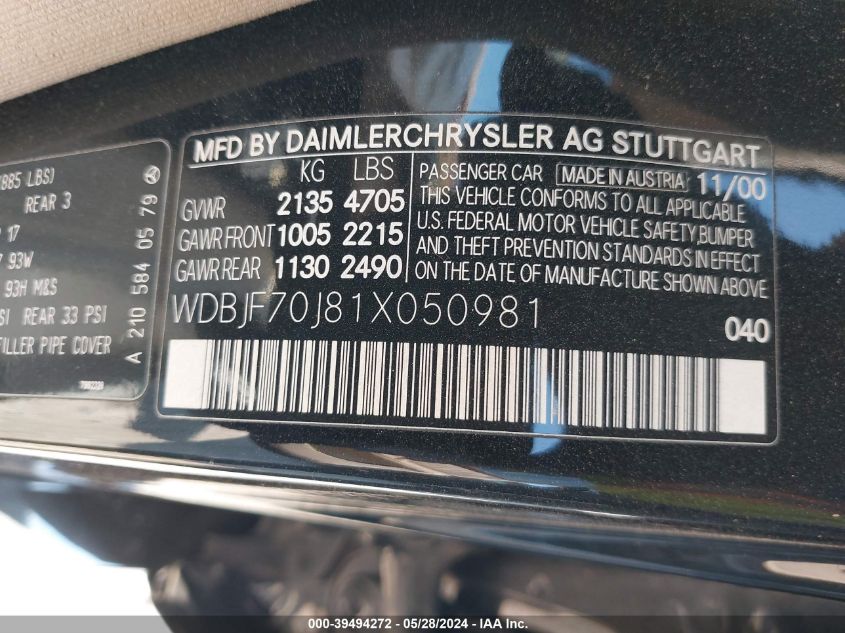 885 LBS)
REAR 3
17
93W
93H M&S
SI REAR 33 PSI
FILLER PIPE COVER
A 210 584 05 79
MFD BY DAIMLERCHRYSLER AG STUTTGART
KG LBS
GVWR 2135 4705
GAWR FRONT 1005 2215
GAWR REAR 1130 2490
PASSENGER CAR MADE IN AUSTRIA 11/00
THIS VEHICLE CONFORMS TO ALL APPLICABLE
U.S. FEDERAL MOTOR VEHICLE SAFETY, BUMPER
AND THEFT PREVENTION STANDARDS IN EFFECT
ON THE DATE OF MANUFACTURE SHOWN ABOVE
WDBJF70J81X050981
040
000-39494272 - 05/28/2024 - IAA, Inc.